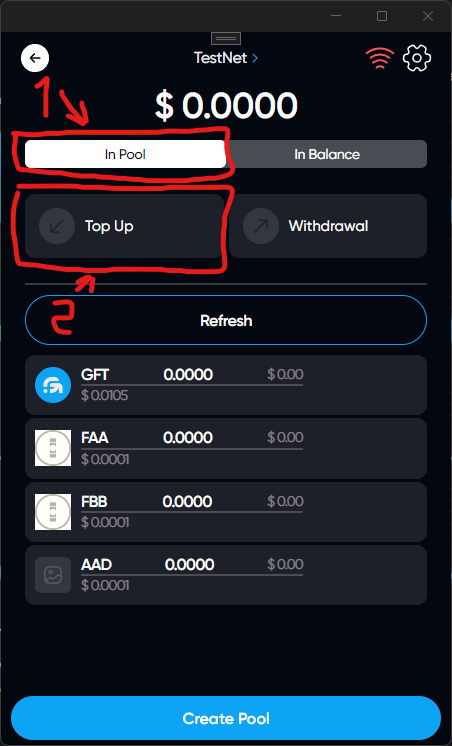 TestNet
1
$ 0.0000
In Pool In Balance
Top Up Withdrawal
2
Refresh
GFT 0.0000 $ 0.00
$ 0.0105
FAA 0.0000 $ 0.00
$ 0.0001
FBB 0.0000 $ 0.00
$ 0.0001
AAD 0.0000 $ 0.00
$ 0.0001
Create Pool